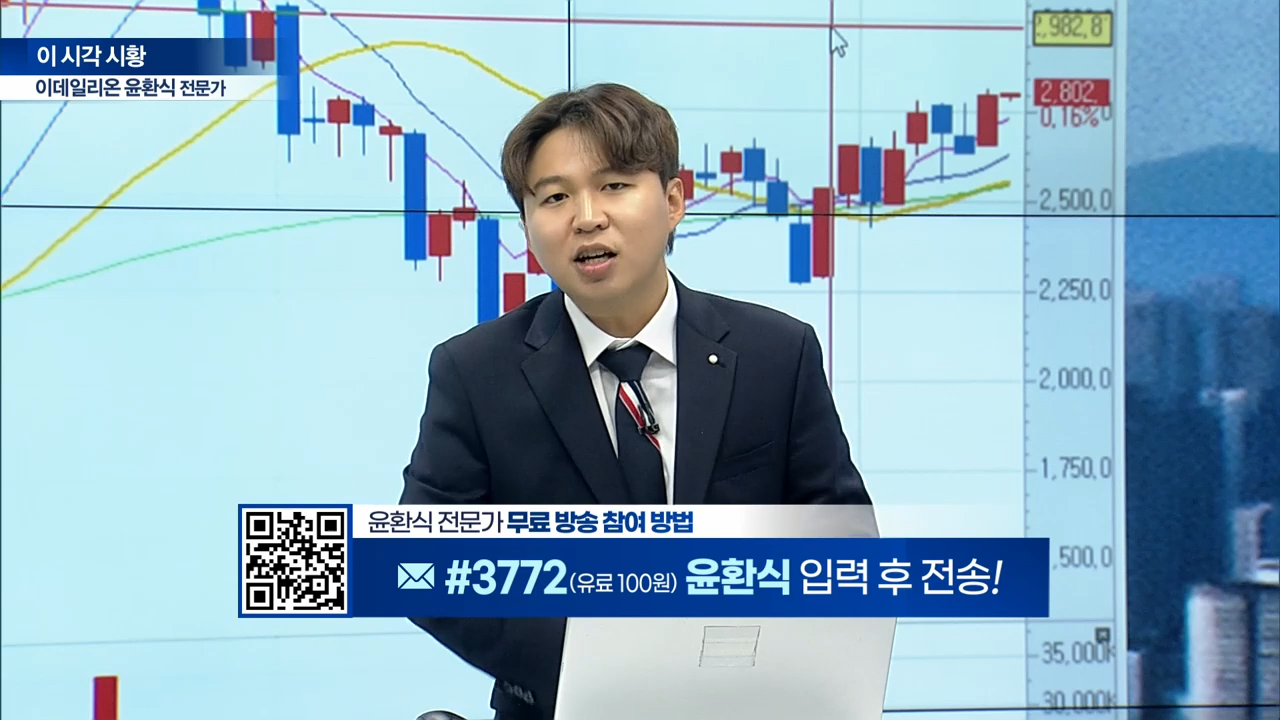 이 시각 시황
이데일리온 윤환식 전문가
2,982,8
2,802,
0,16%
2,500,0
2,250,0
2,000,0
1,750,0
,500,0
35,000K
30,000K
윤환식 전문가 무료 방송 참여 방법
#3772(유료 100원) 윤환식 입력 후 전송!